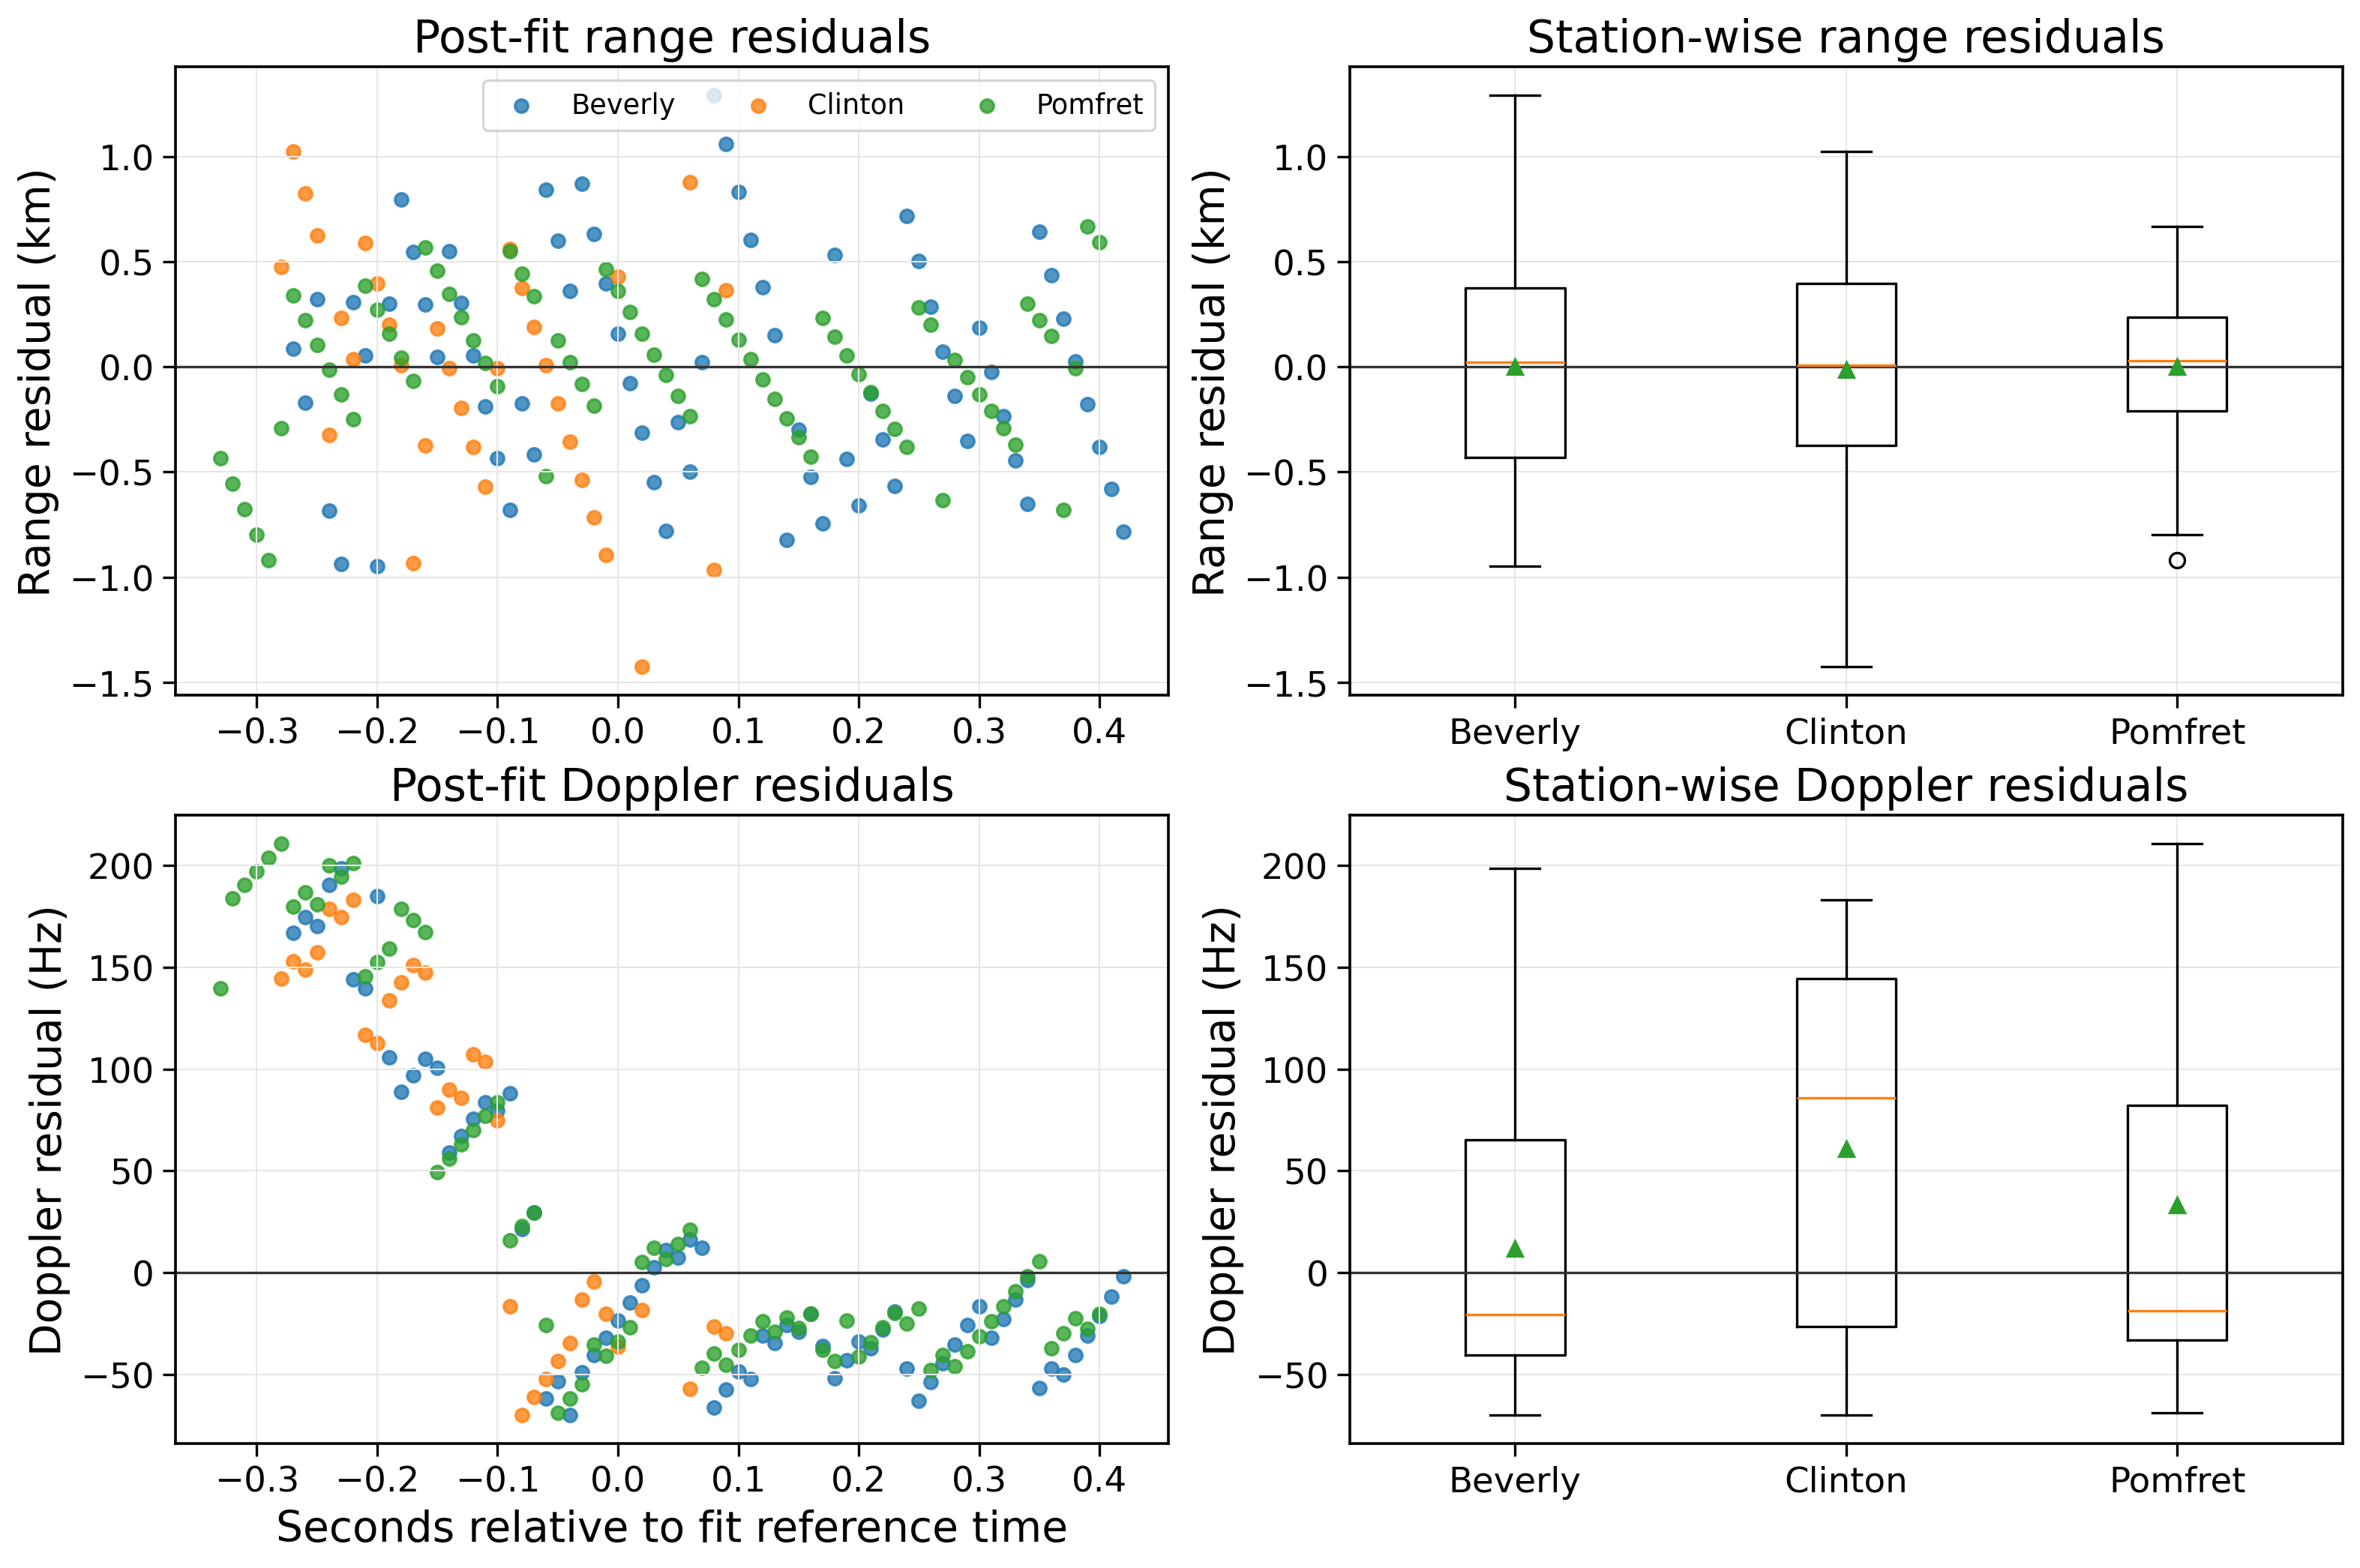 Post-fit range residuals
Range residual (km)
Beverly Clinton Pomfret
1.0
0.5
0.0
−0.5
−1.0
−1.5
−0.3 −0.2 −0.1 0.0 0.1 0.2 0.3 0.4
Station-wise range residuals
Range residual (km)
1.0
0.5
0.0
−0.5
−1.0
−1.5
Beverly Clinton Pomfret
Post-fit Doppler residuals
Doppler residual (Hz)
200
150
100
50
0
−50
−0.3 −0.2 −0.1 0.0 0.1 0.2 0.3 0.4
Seconds relative to fit reference time
Station-wise Doppler residuals
Doppler residual (Hz)
200
150
100
50
0
−50
Beverly Clinton Pomfret